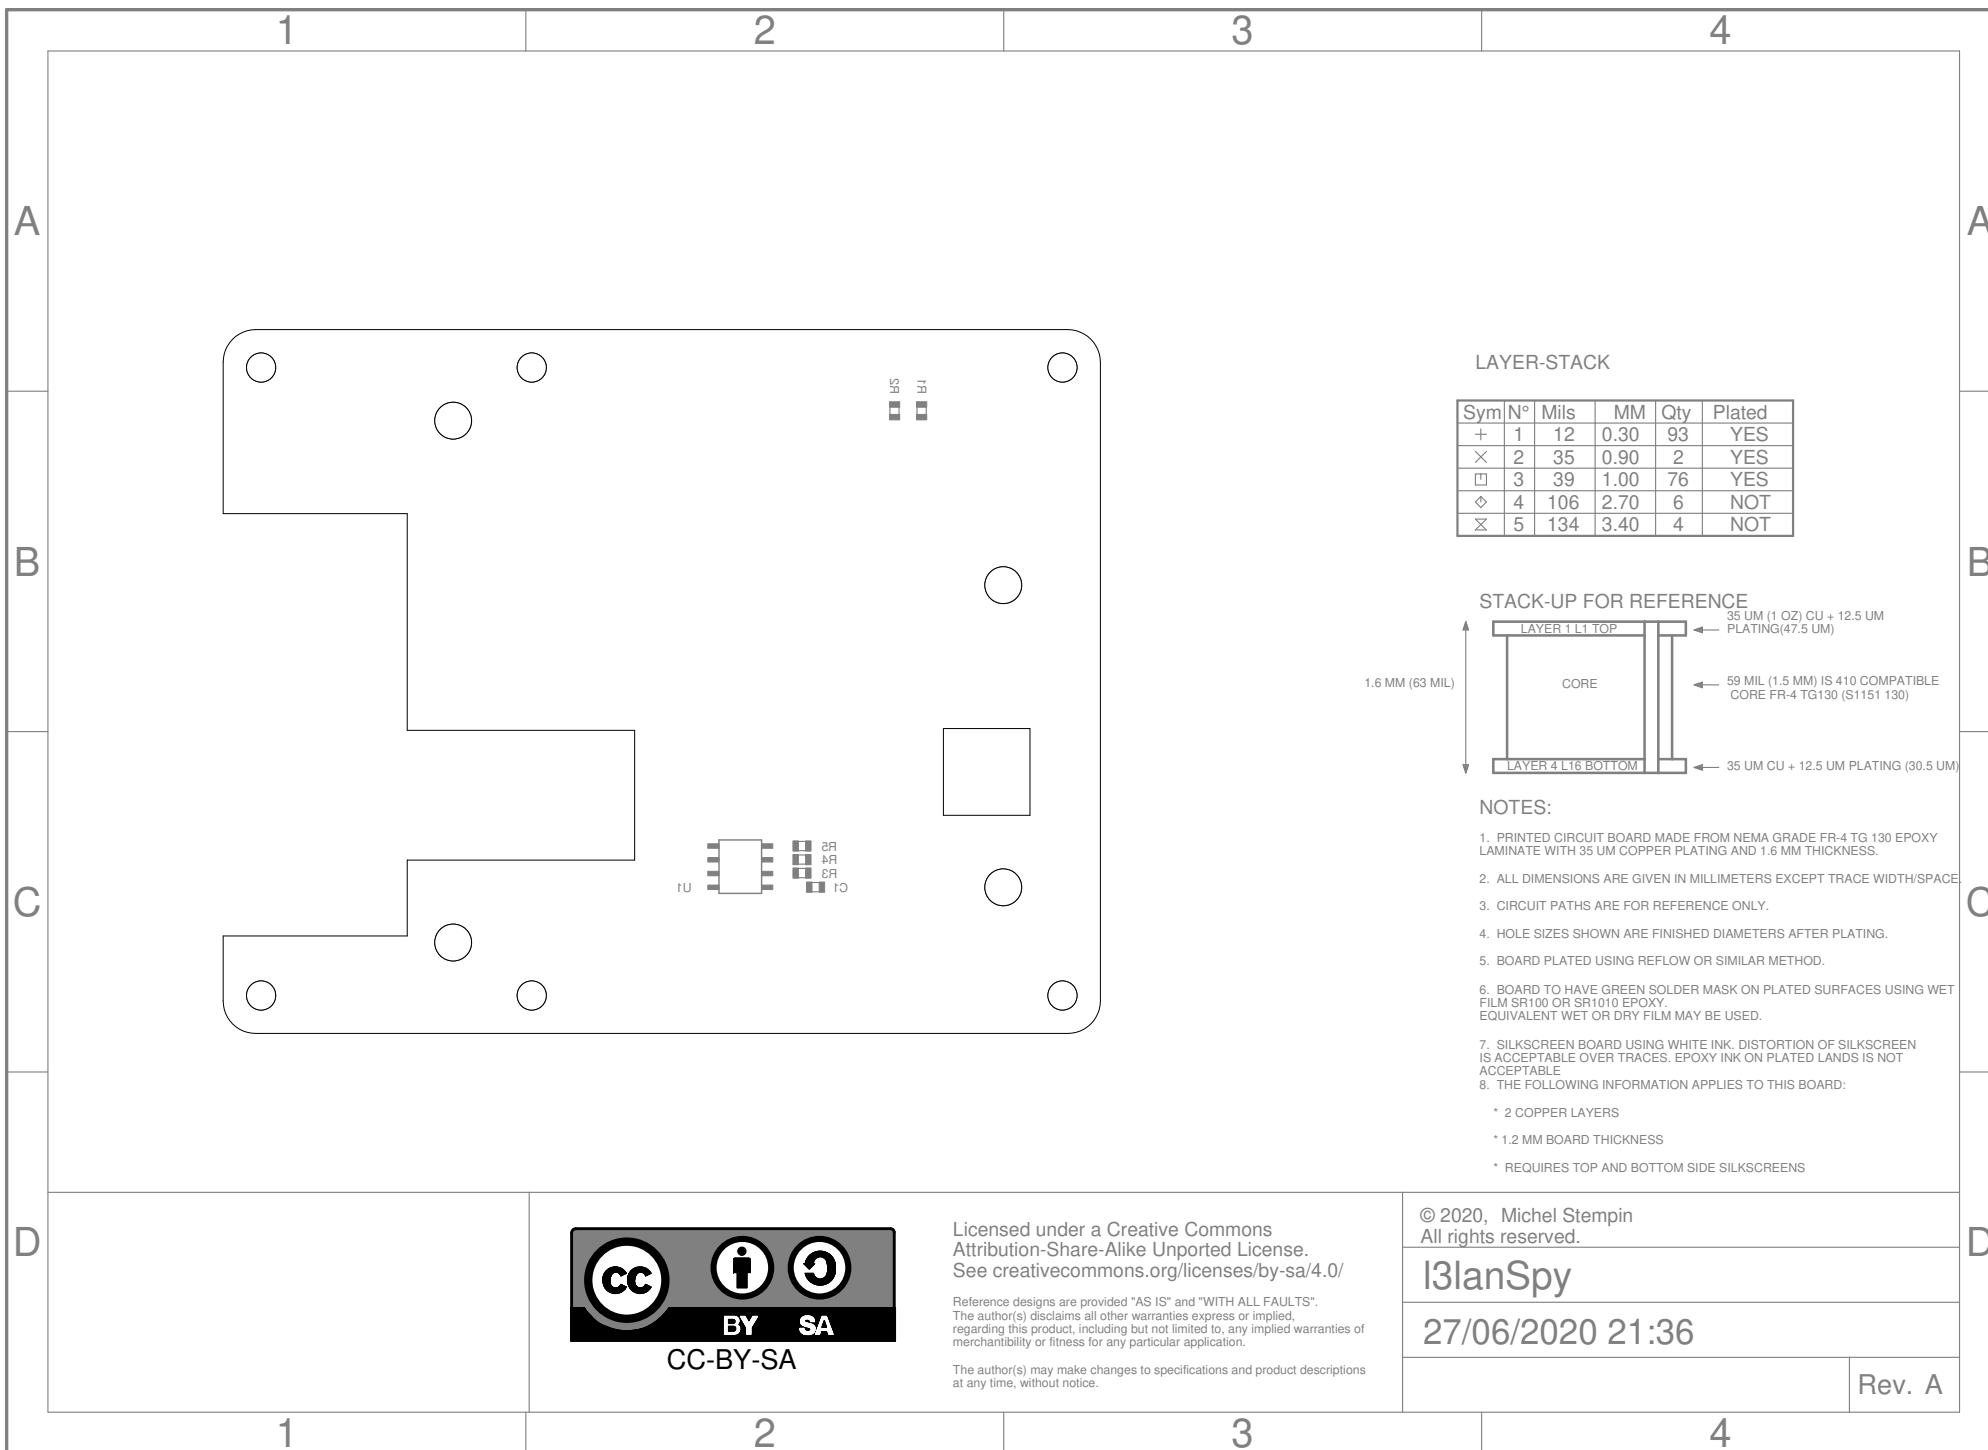 1 2 3 4
A A
B B
C C
D D
R2 R1
U1
R5
R4
R3
C1
LAYER-STACK
Sym N° Mils MM Qty Plated
+ 1 12 0.30 93 YES
2 35 0.90 2 YES
3 39 1.00 76 YES
4 106 2.70 6 NOT
5 134 3.40 4 NOT
STACK-UP FOR REFERENCE
LAYER 1 L1 TOP
35 UM (1 OZ) CU + 12.5 UM
PLATING(47.5 UM)
1.6 MM (63 MIL)
CORE
59 MIL (1.5 MM) IS 410 COMPATIBLE
CORE FR-4 TG130 (S1151 130)
LAYER 4 L16 BOTTOM
35 UM CU + 12.5 UM PLATING (30.5 UM)
NOTES:
1. PRINTED CIRCUIT BOARD MADE FROM NEMA GRADE FR-4 TG 130 EPOXY
LAMINATE WITH 35 UM COPPER PLATING AND 1.6 MM THICKNESS.
2. ALL DIMENSIONS ARE GIVEN IN MILLIMETERS EXCEPT TRACE WIDTH/SPACE.
3. CIRCUIT PATHS ARE FOR REFERENCE ONLY.
4. HOLE SIZES SHOWN ARE FINISHED DIAMETERS AFTER PLATING.
5. BOARD PLATED USING REFLOW OR SIMILAR METHOD.
6. BOARD TO HAVE GREEN SOLDER MASK ON PLATED SURFACES USING WET
FILM SR100 OR SR1010 EPOXY.
EQUIVALENT WET OR DRY FILM MAY BE USED.
7. SILKSCREEN BOARD USING WHITE INK. DISTORTION OF SILKSCREEN
IS ACCEPTABLE OVER TRACES. EPOXY INK ON PLATED LANDS IS NOT
ACCEPTABLE
8. THE FOLLOWING INFORMATION APPLIES TO THIS BOARD:
* 2 COPPER LAYERS
* 1.2 MM BOARD THICKNESS
* REQUIRES TOP AND BOTTOM SIDE SILKSCREENS
cc
BY SA
CC-BY-SA
Licensed under a Creative Commons
Attribution-Share-Alike Unported License.
See creativecommons.org/licenses/by-sa/4.0/
Reference designs are provided "AS IS" and "WITH ALL FAULTS".
The author(s) disclaims all other warranties express or implied,
regarding this product, including but not limited to, any implied warranties of
merchantibility or fitness for any particular application.
The author(s) may make changes to specifications and product descriptions
at any time, without notice.
© 2020, Michel Stempin
All rights reserved.
l3lanSpy
27/06/2020 21:36
Rev. A
1 2 3 4